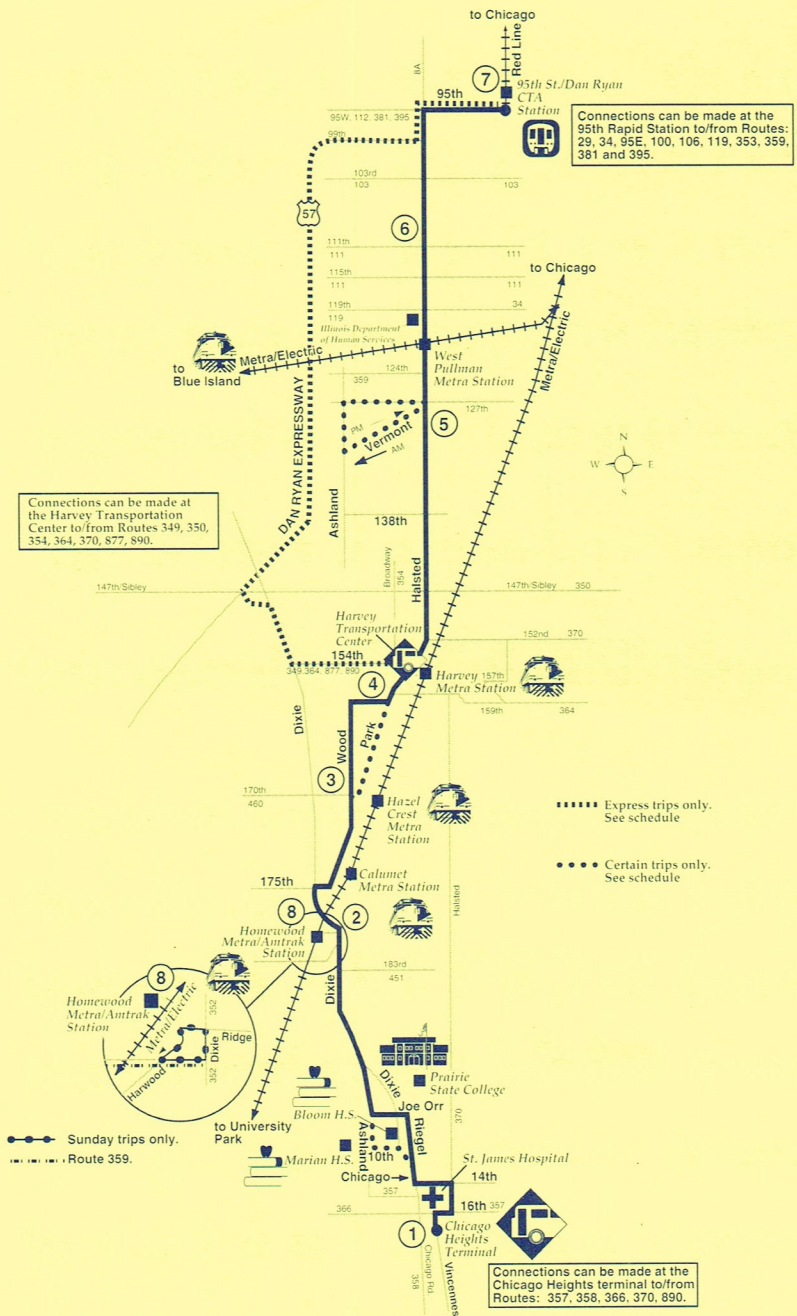 to Chicago
Red Line
8A
7
95th
95th St./Dan Ryan
CTA
Station
95W, 112, 381, 395
99th
Connections can be made at the
95th Rapid Station to/from Routes:
29, 34, 95E, 100, 106, 119, 353, 359,
381 and 395.
103rd
103
103
57
6
111th
111
111
to Chicago
115th
111
111
119th
119
34
Illinois Department
of Human Services
Metra/Electric
to
Blue Island
West
Pullman
Metra Station
Metra/Electric
124th
359
127th
5
PM
Vermont
AM
DAN RYAN EXPRESSWAY
Ashland
N
W
E
S
Connections can be made at
the Harvey Transportation
Center to/from Routes 349, 350,
354, 364, 370, 877, 890.
138th
Broadway
354
Halsted
147th/Sibley
147th/Sibley
350
Harvey
Transportation
Center
152nd
370
154th
349, 364, 877, 890
157th
Harvey
Metra Station
4
159th
364
Dixie
Wood
Park
3
170th
460
Hazel
Crest
Metra
Station
Express trips only.
See schedule
Certain trips only.
See schedule
Calumet
Metra Station
175th
Halsted
8
2
Homewood
Metra/Amtrak
Station
183rd
451
Dixie
8
Homewood
Metra/Amtrak
Station
Metra/Electric
352
Ridge
Dixie
Harwood
352
Dixie
Prairie
State College
Joe Orr
370
to University
Park
Bloom H.S.
Riegel
Sunday trips only.
Route 359.
Marian H.S.
Ashland
10th
Chicago
St. James Hospital
14th
357
16th
357
366
1
Chicago
Heights
Terminal
Chicago Rd.
358
Vincennes
Connections can be made at the
Chicago Heights terminal to/from
Routes: 357, 358, 366, 370, 890.